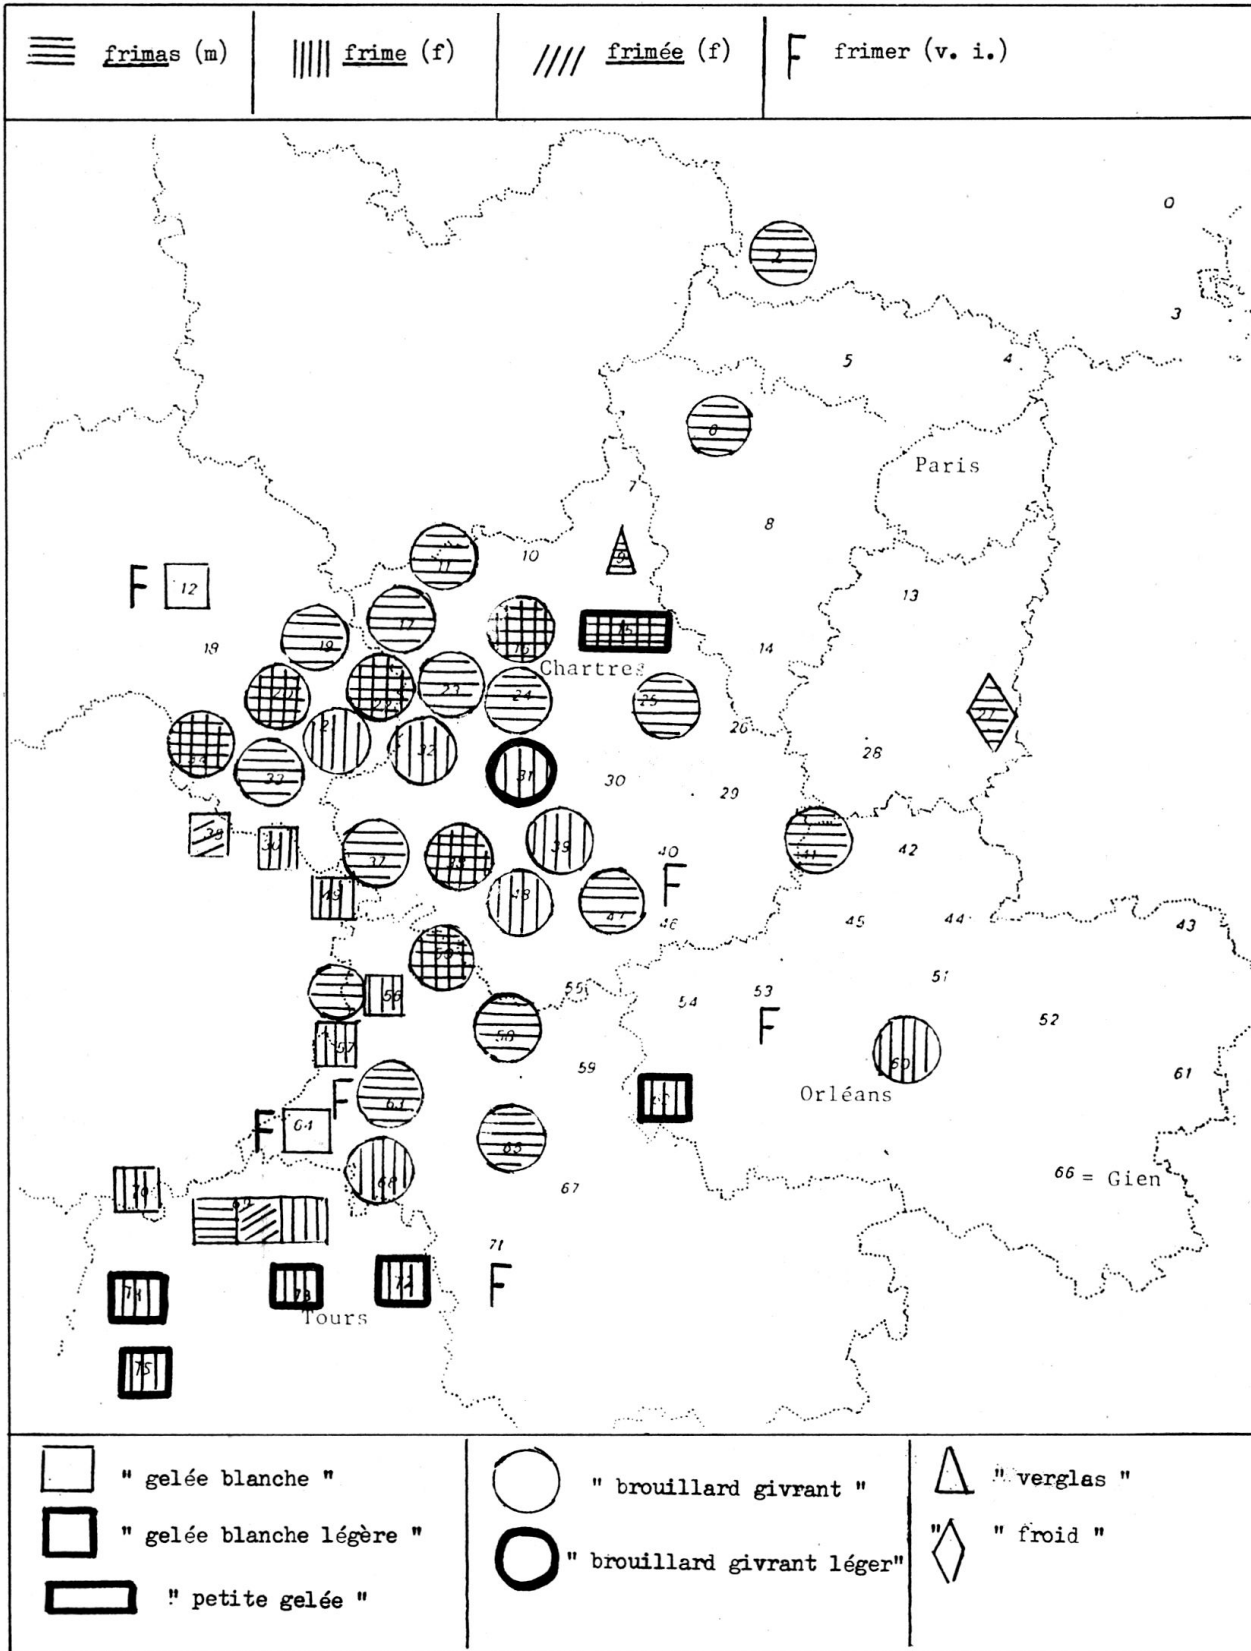 frimas (m) frime (f) frimée (f) F frimer (v. i.)
0
2
3
5 4
6
Paris
7
8
10 9
11
F 12
13
17 15
19 16
18 14
Chartres
20 22 23 24 25
27
26
21 32
28
34 33 31 30 29
41
42
40
F
37 39
49 48 47 46
45 44 43
51
56 55 54 53
F
52
57 58
59 60 61
Orléans
F 63
F 64
65
66 = Gien
68 67
70
69
71
F
74 73 72
Tours
75
" gelée blanche "
" gelée blanche légère "
" petite gelée "
" brouillard givrant "
" brouillard givrant léger"
" verglas "
" froid "